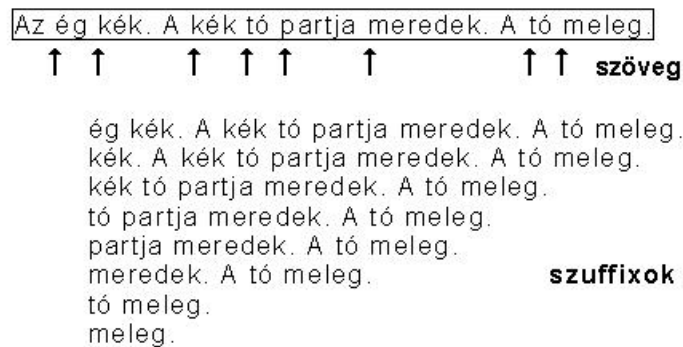 Az ég kék. A kék tó partja meredek. A tó meleg.
↑ ↑ ↑ ↑ ↑ ↑ ↑ ↑ szöveg
ég kék. A kék tó partja meredek. A tó meleg.
kék. A kék tó partja meredek. A tó meleg.
kék tó partja meredek. A tó meleg.
tó partja meredek. A tó meleg.
partja meredek. A tó meleg.
meredek. A tó meleg. szuffixok
tó meleg.
meleg.